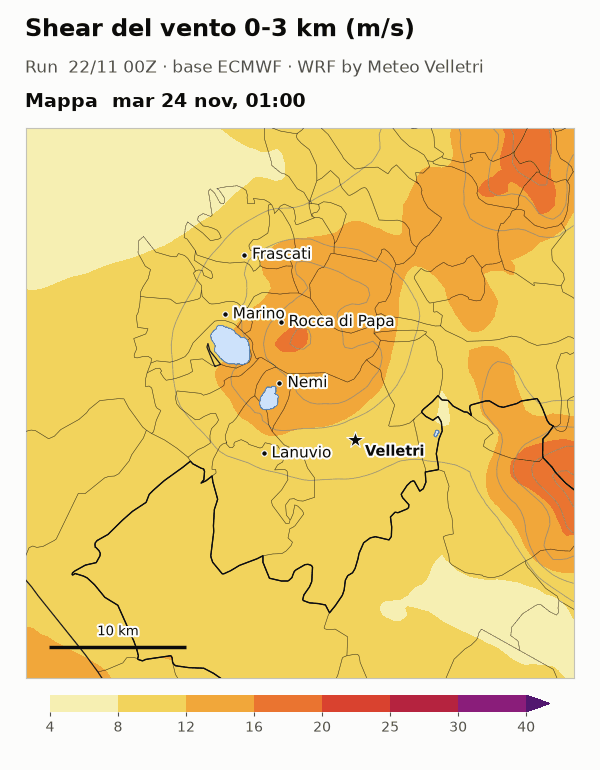 Shear del vento 0-3 km (m/s)
Run  22/11 00Z · base ECMWF · WRF by Meteo Velletri
Mappa  mar 24 nov, 01:00
Frascati
Marino
Rocca di Papa
Nemi
Velletri
Lanuvio
10 km
4 8 12 16 20 25 30 40